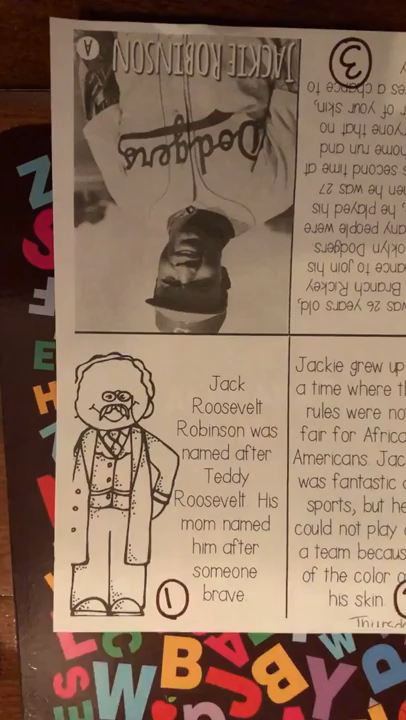 JACKIE ROBINSON
A
Dodgers
was 26 years old,
Branch Rickey
ance to join his
oklyn Dodgers
any people were
, he played his
en he was 27
s second time at
home run and
yone that no
r of your skin,
es a chance to
3
Jack
Roosevelt
Robinson was
named after
Teddy
Roosevelt. His
mom named
him after
someone
brave.
1
Jackie grew up
a time where th
rules were no
fair for Africa
Americans. Jac
was fantastic a
sports, but he
could not play o
a team becaus
of the color o
his skin.
Thursd